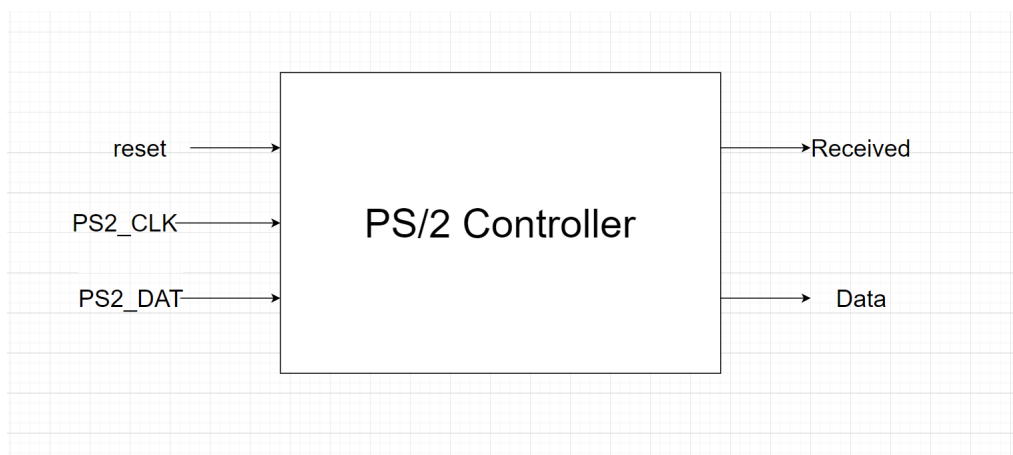 reset
PS2_CLK
PS2_DAT
PS/2 Controller
Received
Data